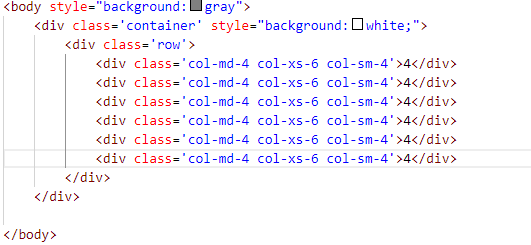 <body style="background:gray">
<div class='container' style="background:white;">
<div class='row'>
<div class='col-md-4 col-xs-6 col-sm-4'>4</div>
<div class='col-md-4 col-xs-6 col-sm-4'>4</div>
<div class='col-md-4 col-xs-6 col-sm-4'>4</div>
<div class='col-md-4 col-xs-6 col-sm-4'>4</div>
<div class='col-md-4 col-xs-6 col-sm-4'>4</div>
<div class='col-md-4 col-xs-6 col-sm-4'>4</div>
</div>
</div>
</body>